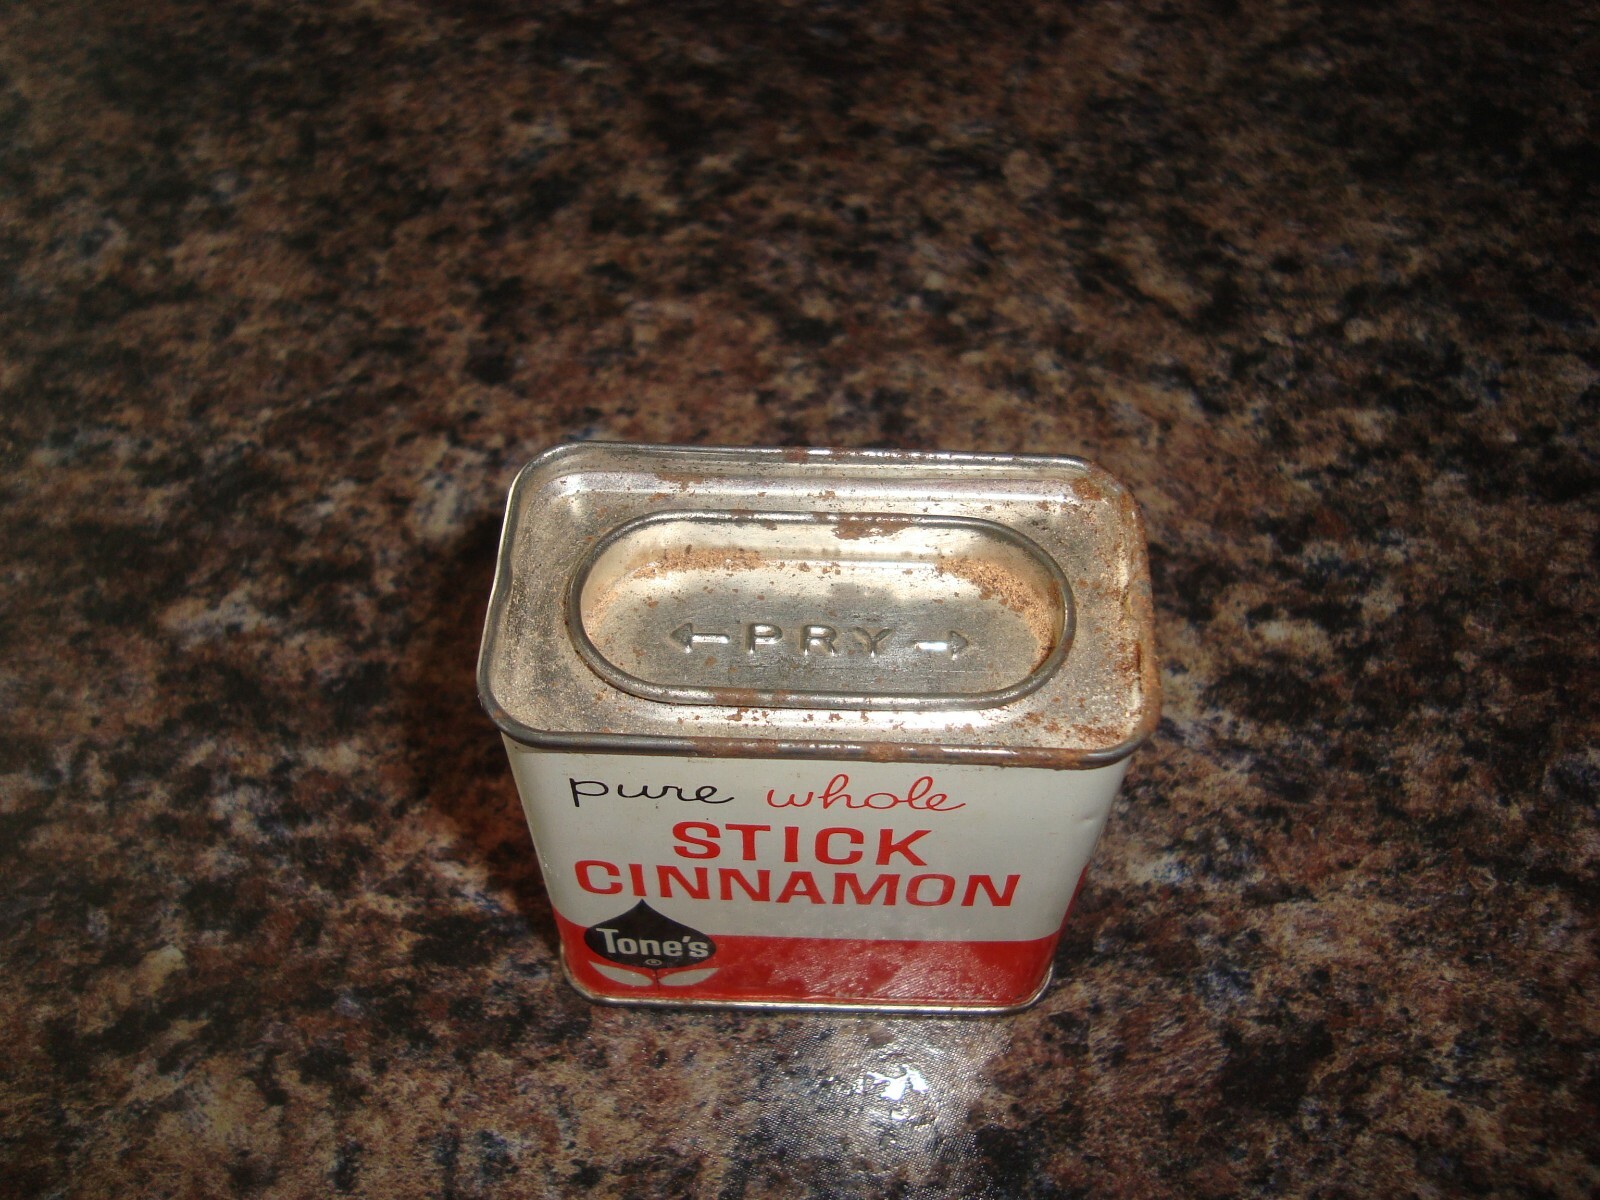 ←PRY→
pure whole
STICK
CINNAMON
Tone's
®